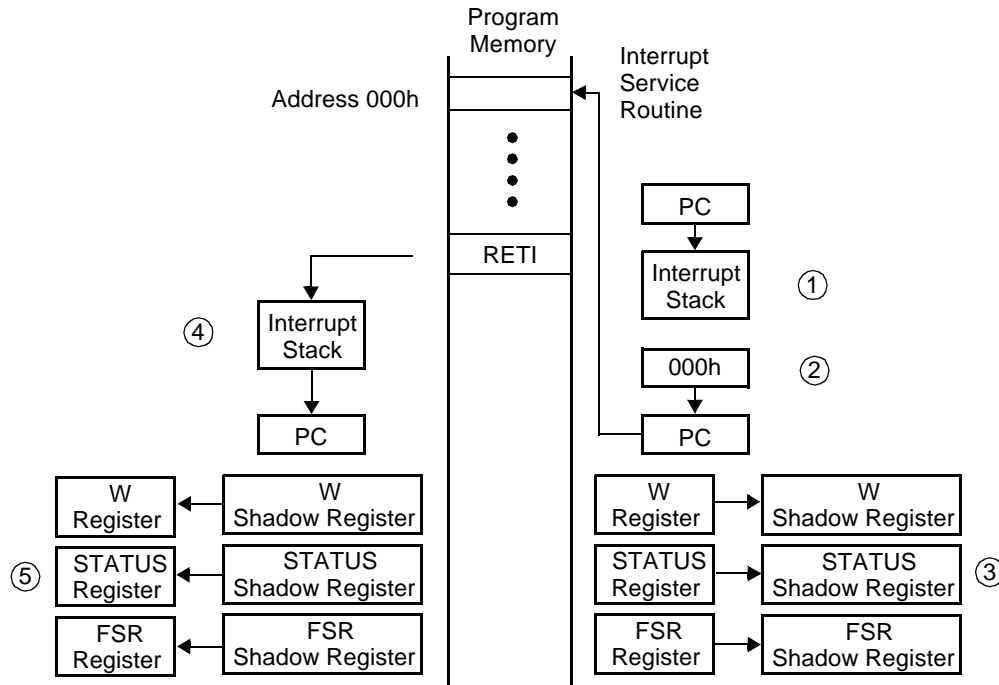 Program
Memory
Interrupt
Service
Routine
Address 000h
PC
RETI
Interrupt
Stack
①
Interrupt
Stack
④
000h
②
PC
PC
W
Register
W
Shadow Register
W
Register
W
Shadow Register
⑤
STATUS
Register
STATUS
Shadow Register
STATUS
Register
STATUS
Shadow Register
③
FSR
Register
FSR
Shadow Register
FSR
Register
FSR
Shadow Register